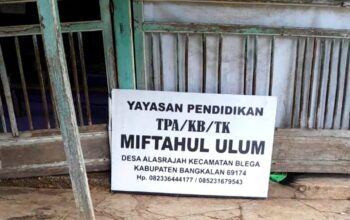 YAYASAN PENDIDIKAN
TPA/KB/TK
MIFTAHUL ULUM
DESA ALASRAJAH KECAMATAN BLEGA
KABUPATEN BANGKALAN 69174
Hp. 082336444177 / 085231679543